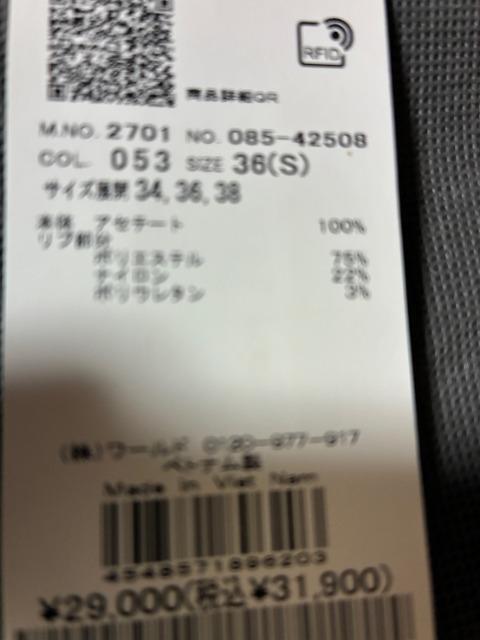 RFID
商品詳細QR
M.NO. 2701 NO. 085-42508
COL. 053 SIZE 36(S)
サイズ展開 34, 36, 38
本体 アセテート 100%
リブ部分
ポリエステル 75%
ナイロン 22%
ポリウレタン 3%
(株)ワールド 0120-977-917
ベトナム製
Made in Viet Nam
4549571896203
¥29,000(税込¥31,900)